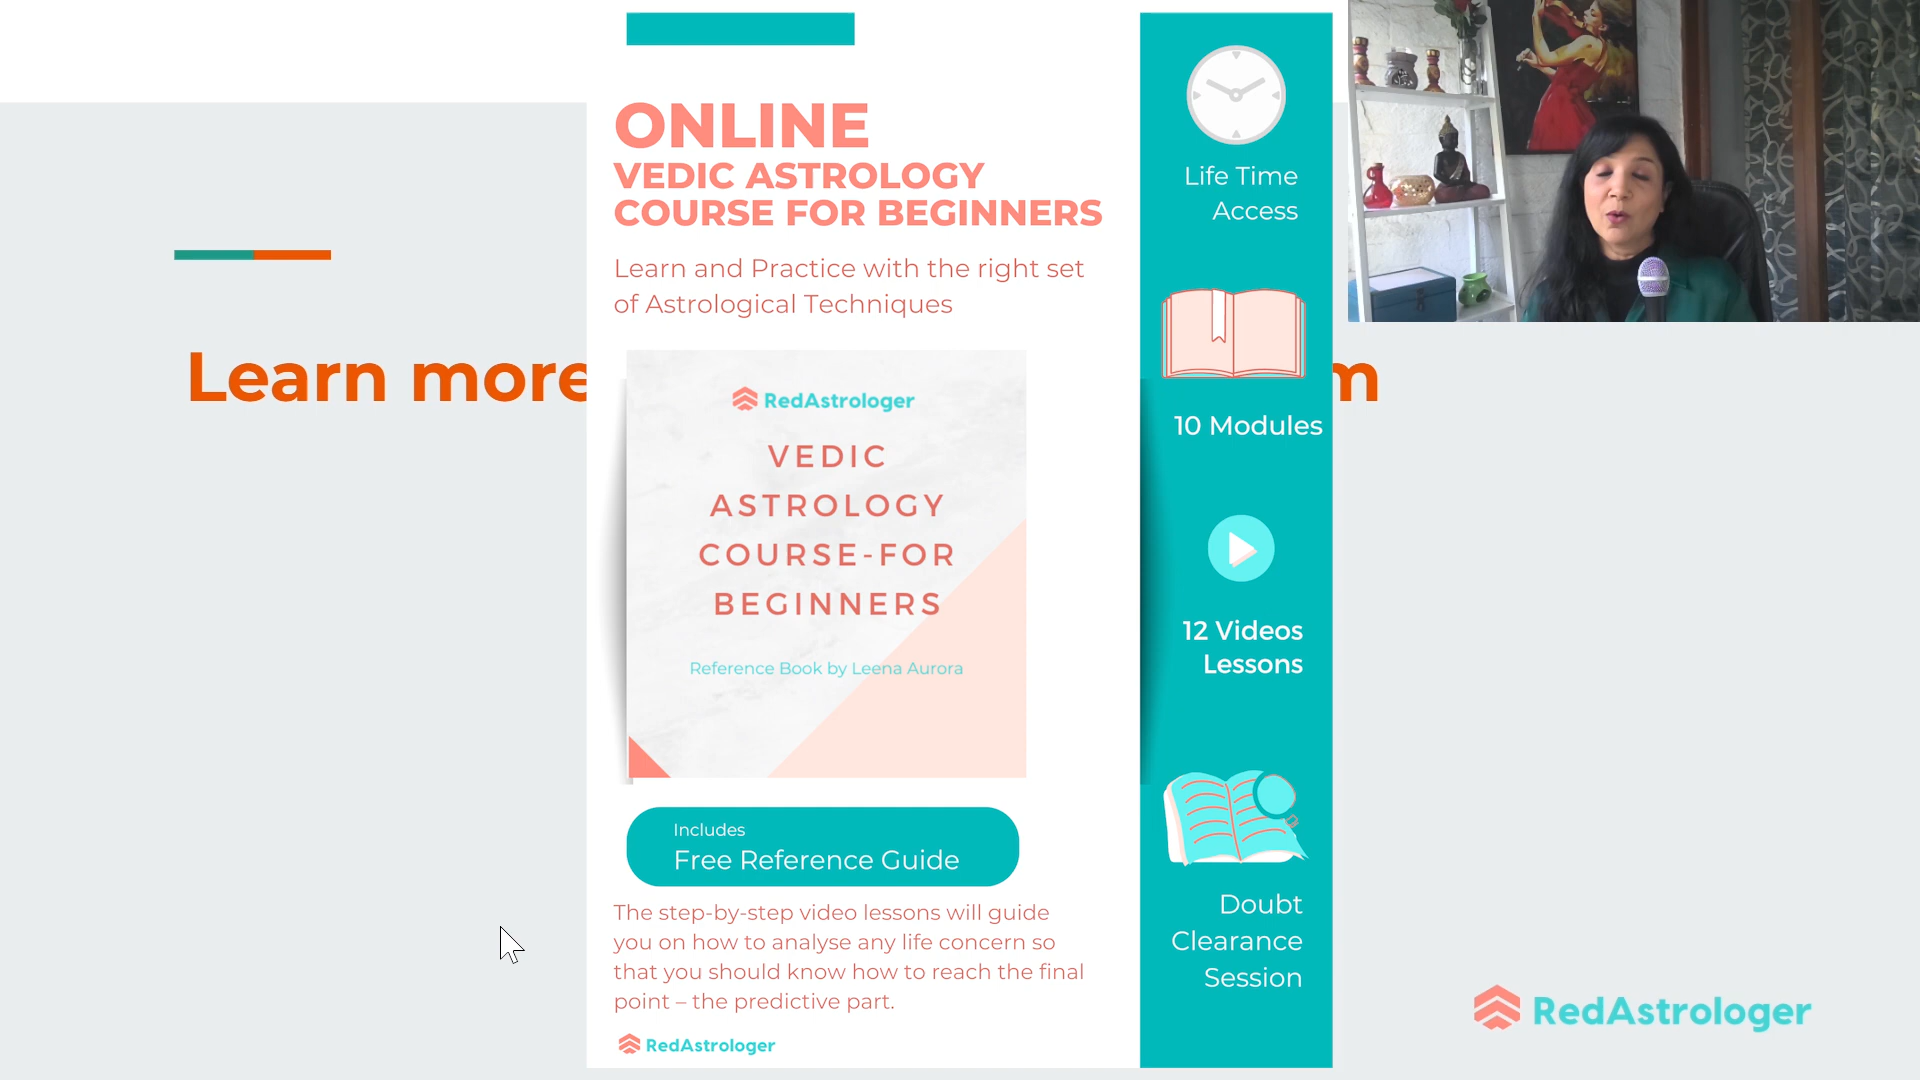 ONLINE
VEDIC ASTROLOGY
COURSE FOR BEGINNERS
Learn and Practice with the right set
of Astrological Techniques
Learn more
m
RedAstrologer
VEDIC
ASTROLOGY
COURSE-FOR
BEGINNERS
Reference Book by Leena Aurora
Includes
Free Reference Guide
The step-by-step video lessons will guide
you on how to analyse any life concern so
that you should know how to reach the final
point – the predictive part.
RedAstrologer
Life Time
Access
10 Modules
12 Videos
Lessons
Doubt
Clearance
Session
RedAstrologer